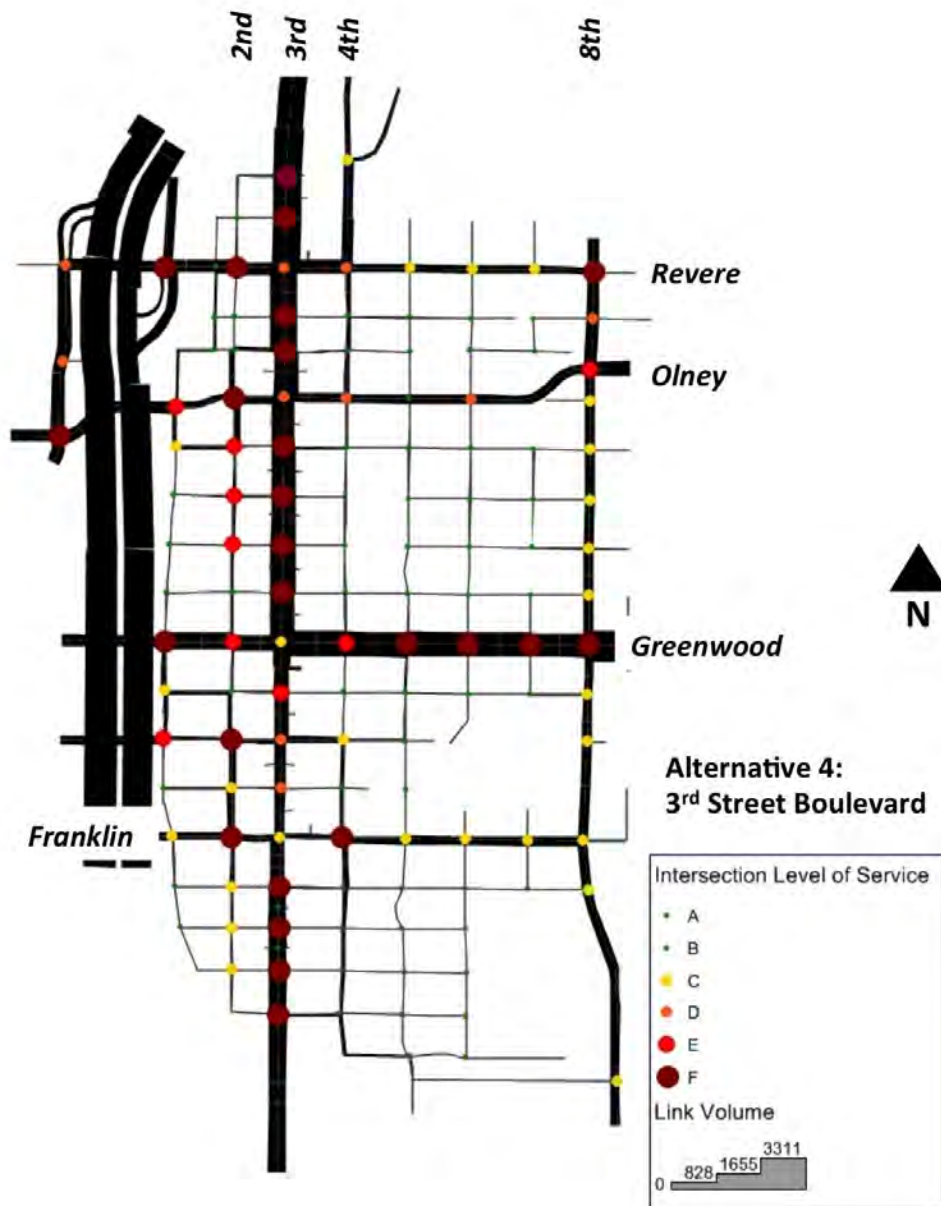 2nd
3rd
4th
8th
Revere
Olney
N
Greenwood
Alternative 4:
3rd Street Boulevard
Franklin
Intersection Level of Service
A
B
C
D
E
F
Link Volume
0 828 1655 3311